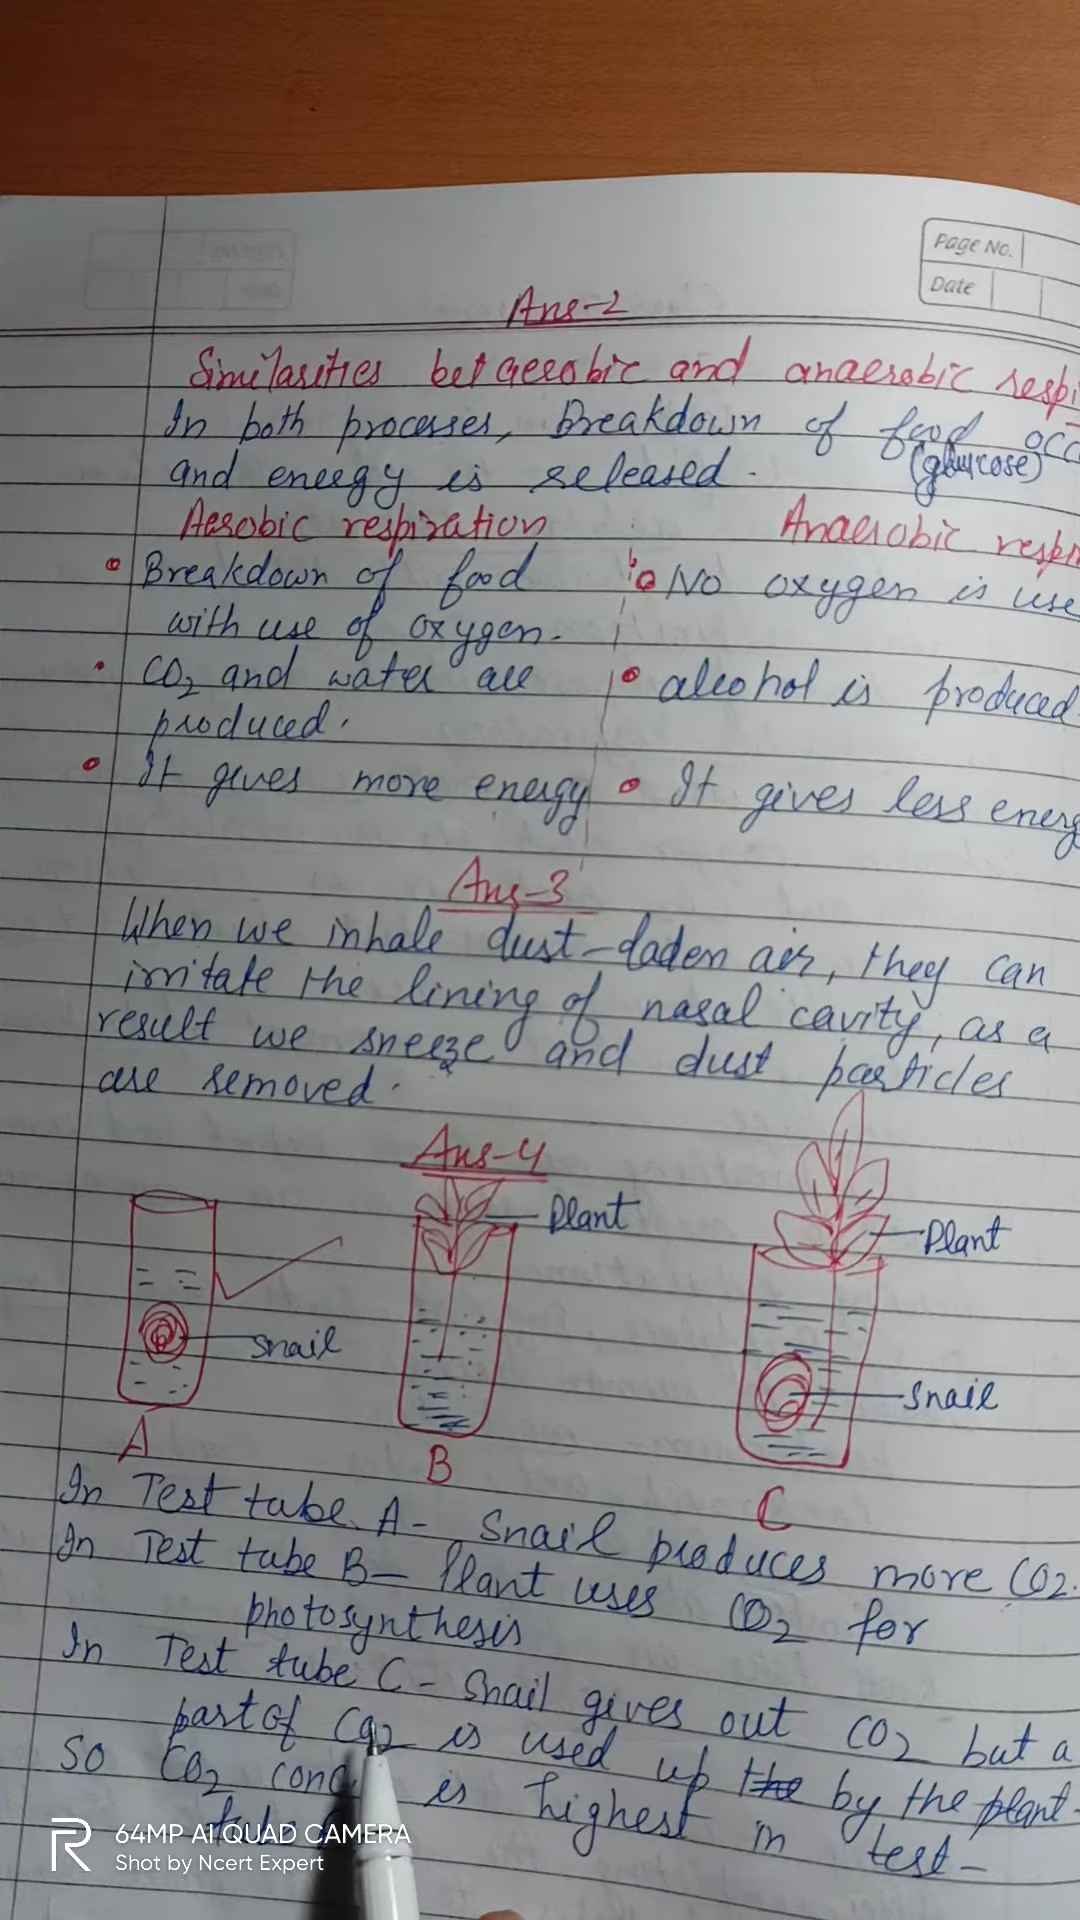 Page No.
Date
Ans-2
Similarities bet aerobic and anaerobic respi
In both processes, Breakdown of food occ
(glucose)
and energy is released.
Aerobic respiration
Anaerobic respi
Breakdown of food
with use of oxygen.
No oxygen is use
CO2 and water are
produced.
alcohol is produced
It gives more energy
It gives less energ
Ans-3
When we inhale dust-laden air, they can
irritate the lining of nasal cavity, as a
result we sneeze and dust particles
are removed.
Ans-4
Plant
Plant
Snail
Snail
A
B
C
In Test tube A- Snail produces more CO2.
In Test tube B- Plant uses CO2 for
photosynthesis
In Test tube C- Snail gives out CO2 but a
part of CO2 is used up by the plant.
So CO2 is highest in test-
64MP AI QUAD CAMERA
Shot by Ncert Expert